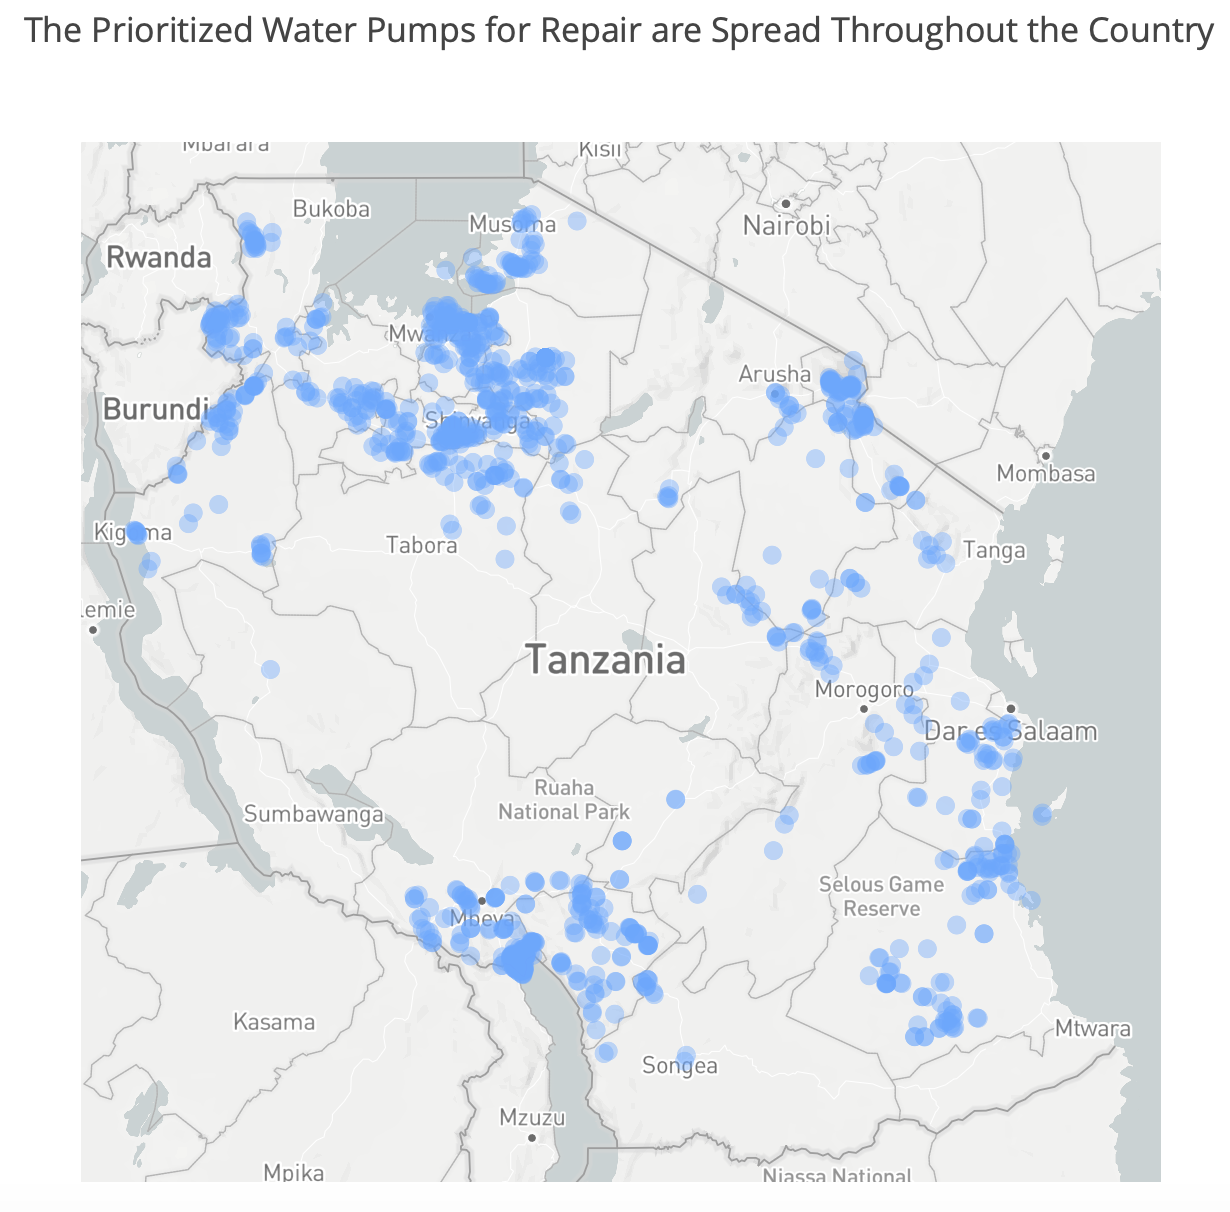 The Prioritized Water Pumps for Repair are Spread Throughout the Country
Mbarara
Kisii
Bukoba
Musoma
Nairobi
Rwanda
Arusha
Burundi
Shinyanga
Mombasa
Kigoma
Tabora
Tanga
lemie
Tanzania
Morogoro
Dar es Salaam
Ruaha
National Park
Sumbawanga
Selous Game
Reserve
Mbeya
Kasama
Mtwara
Songea
Mzuzu
Mpika
Niassa National